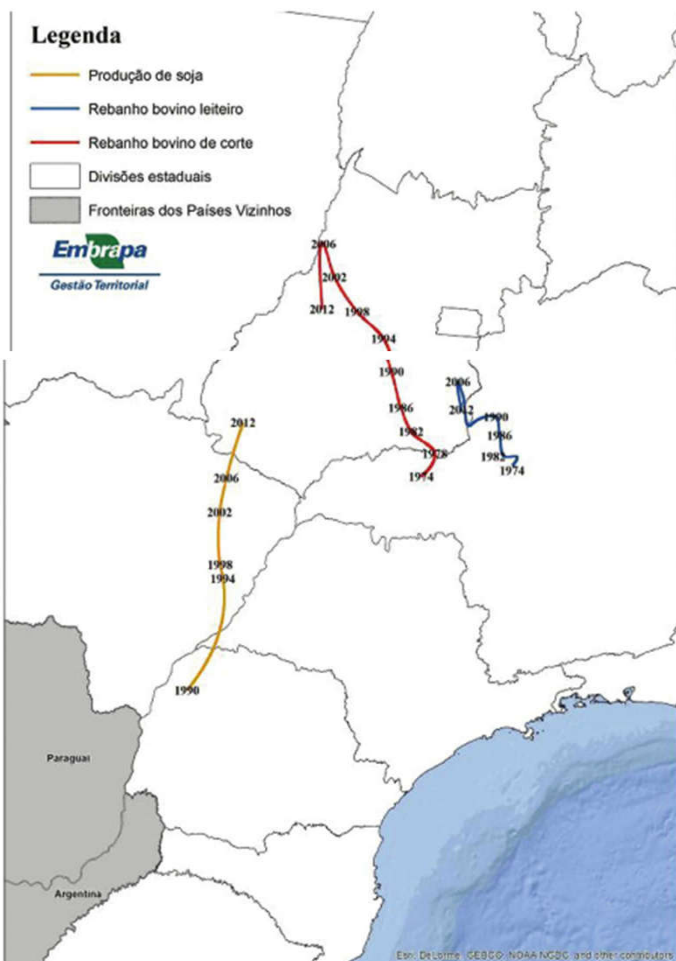 Legenda
Produção de soja
Rebanho bovino leiteiro
Rebanho bovino de corte
Divisões estaduais
Fronteiras dos Países Vizinhos
Embrapa
Gestão Territorial
2006
2002
2012
1998
1994
1990
2006
1986
2012
1990
2012
1982
1986
1978
1982
1974
1974
2006
2002
1998
1994
1990
Paraguai
Argentina
Esri, DeLorme, GEBCO, NOAA NGDC, and other contributors